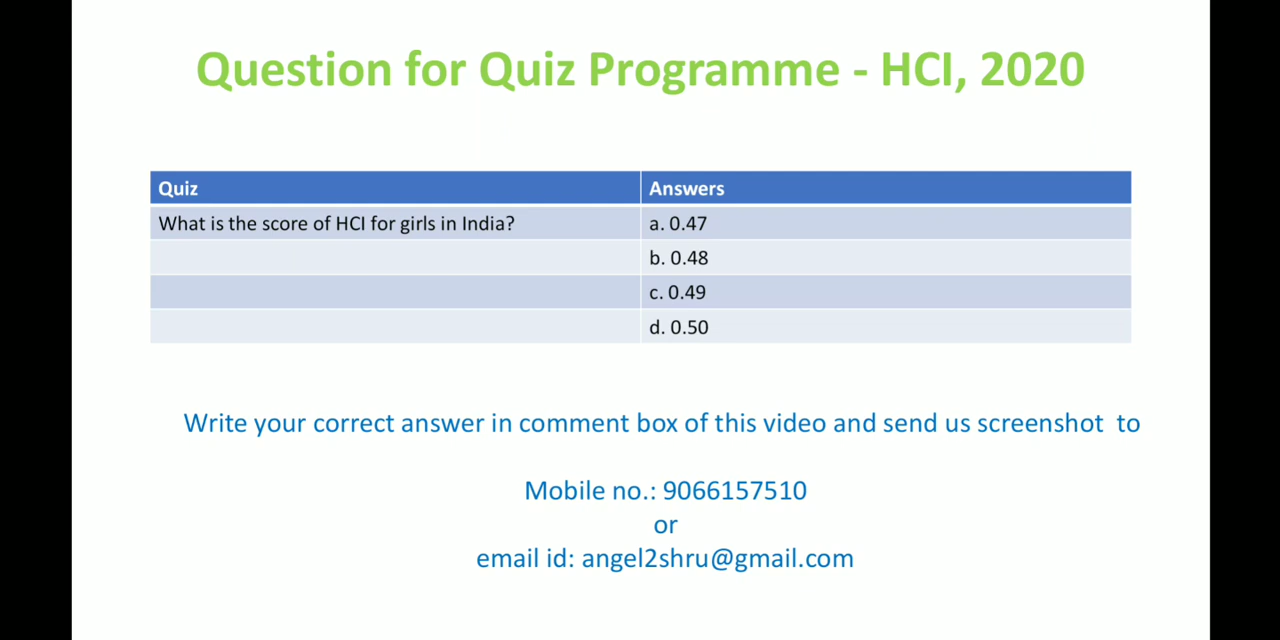 Question for Quiz Programme - HCI, 2020
Quiz Answers
What is the score of HCI for girls in India? a. 0.47
b. 0.48
c. 0.49
d. 0.50
Write your correct answer in comment box of this video and send us screenshot to
Mobile no.: 9066157510
or
email id: angel2shru@gmail.com